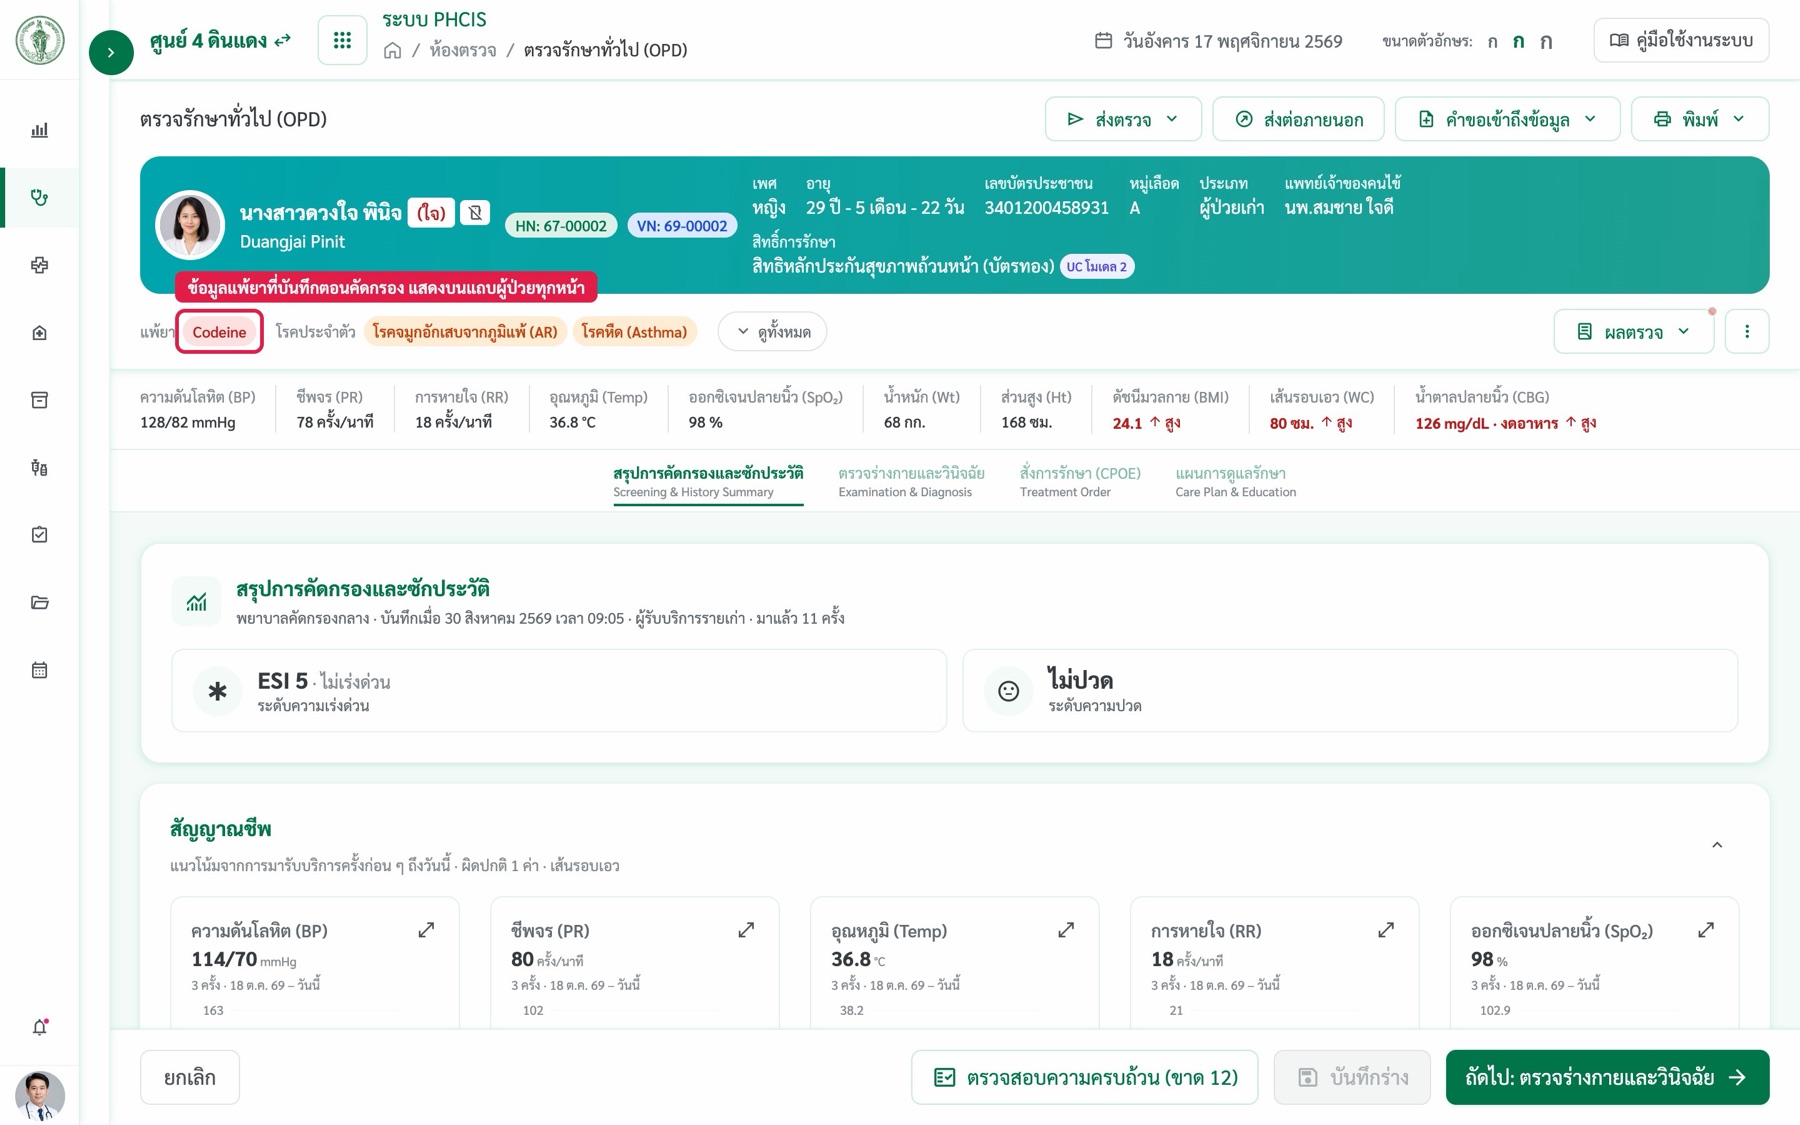 ศูนย์ 4 ดินแดง
ระบบ PHCIS
/ ห้องตรวจ / ตรวจรักษาทั่วไป (OPD)
วันอังคาร 17 พฤศจิกายน 2569
ขนาดตัวอักษร: ก ก ก
คู่มือใช้งานระบบ
ตรวจรักษาทั่วไป (OPD)
ส่งตรวจ
ส่งต่อภายนอก
คำขอเข้าถึงข้อมูล
พิมพ์
นางสาวดวงใจ พินิจ (ใจ)
Duangjai Pinit
HN: 67-00002
VN: 69-00002
เพศ อายุ เลขบัตรประชาชน หมู่เลือด ประเภท แพทย์เจ้าของคนไข้
หญิง 29 ปี - 5 เดือน - 22 วัน 3401200458931 A ผู้ป่วยเก่า นพ.สมชาย ใจดี
สิทธิ์การรักษา
สิทธิหลักประกันสุขภาพถ้วนหน้า (บัตรทอง) UC โมเดล 2
ข้อมูลแพ้ยาที่บันทึกตอนคัดกรอง แสดงบนแถบผู้ป่วยทุกหน้า
แพ้ยา Codeine โรคประจำตัว โรคจมูกอักเสบจากภูมิแพ้ (AR) โรคหืด (Asthma) ดูทั้งหมด
ผลตรวจ
ความดันโลหิต (BP) ชีพจร (PR) การหายใจ (RR) อุณหภูมิ (Temp) ออกซิเจนปลายนิ้ว (SpO₂) น้ำหนัก (Wt) ส่วนสูง (Ht) ดัชนีมวลกาย (BMI) เส้นรอบเอว (WC) น้ำตาลปลายนิ้ว (CBG)
128/82 mmHg 78 ครั้ง/นาที 18 ครั้ง/นาที 36.8 °C 98 % 68 กก. 168 ซม. 24.1 ↑ สูง 80 ซม. ↑ สูง 126 mg/dL · งดอาหาร ↑ สูง
สรุปการคัดกรองและซักประวัติ ตรวจร่างกายและวินิจฉัย สั่งการรักษา (CPOE) แผนการดูแลรักษา
Screening & History Summary Examination & Diagnosis Treatment Order Care Plan & Education
สรุปการคัดกรองและซักประวัติ
พยาบาลคัดกรองกลาง · บันทึกเมื่อ 30 สิงหาคม 2569 เวลา 09:05 · ผู้รับบริการรายเก่า · มาแล้ว 11 ครั้ง
ESI 5 · ไม่เร่งด่วน
ระดับความเร่งด่วน
ไม่ปวด
ระดับความปวด
สัญญาณชีพ
แนวโน้มจากการมารับบริการครั้งก่อน ๆ ถึงวันนี้ · ผิดปกติ 1 ค่า · เส้นรอบเอว
ความดันโลหิต (BP) ชีพจร (PR) อุณหภูมิ (Temp) การหายใจ (RR) ออกซิเจนปลายนิ้ว (SpO₂)
114/70 mmHg 80 ครั้ง/นาที 36.8 °C 18 ครั้ง/นาที 98 %
3 ครั้ง · 18 ต.ค. 69 – วันนี้ 3 ครั้ง · 18 ต.ค. 69 – วันนี้ 3 ครั้ง · 18 ต.ค. 69 – วันนี้ 3 ครั้ง · 18 ต.ค. 69 – วันนี้ 3 ครั้ง · 18 ต.ค. 69 – วันนี้
163 102 38.2 21 102.9
ยกเลิก
ตรวจสอบความครบถ้วน (ขาด 12)
บันทึกร่าง
ถัดไป: ตรวจร่างกายและวินิจฉัย